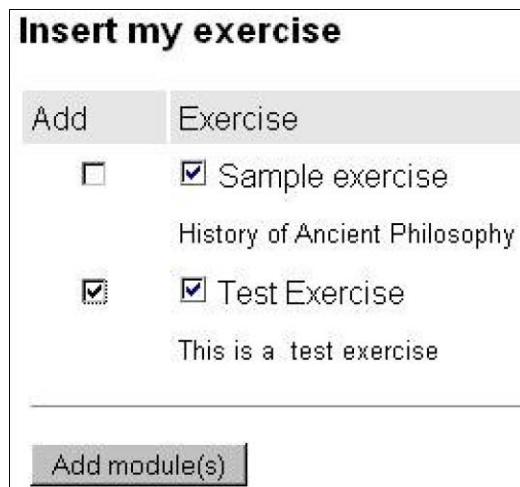 Insert my exercise
Add Exercise
Sample exercise
History of Ancient Philosophy
Test Exercise
This is a test exercise
Add module(s)